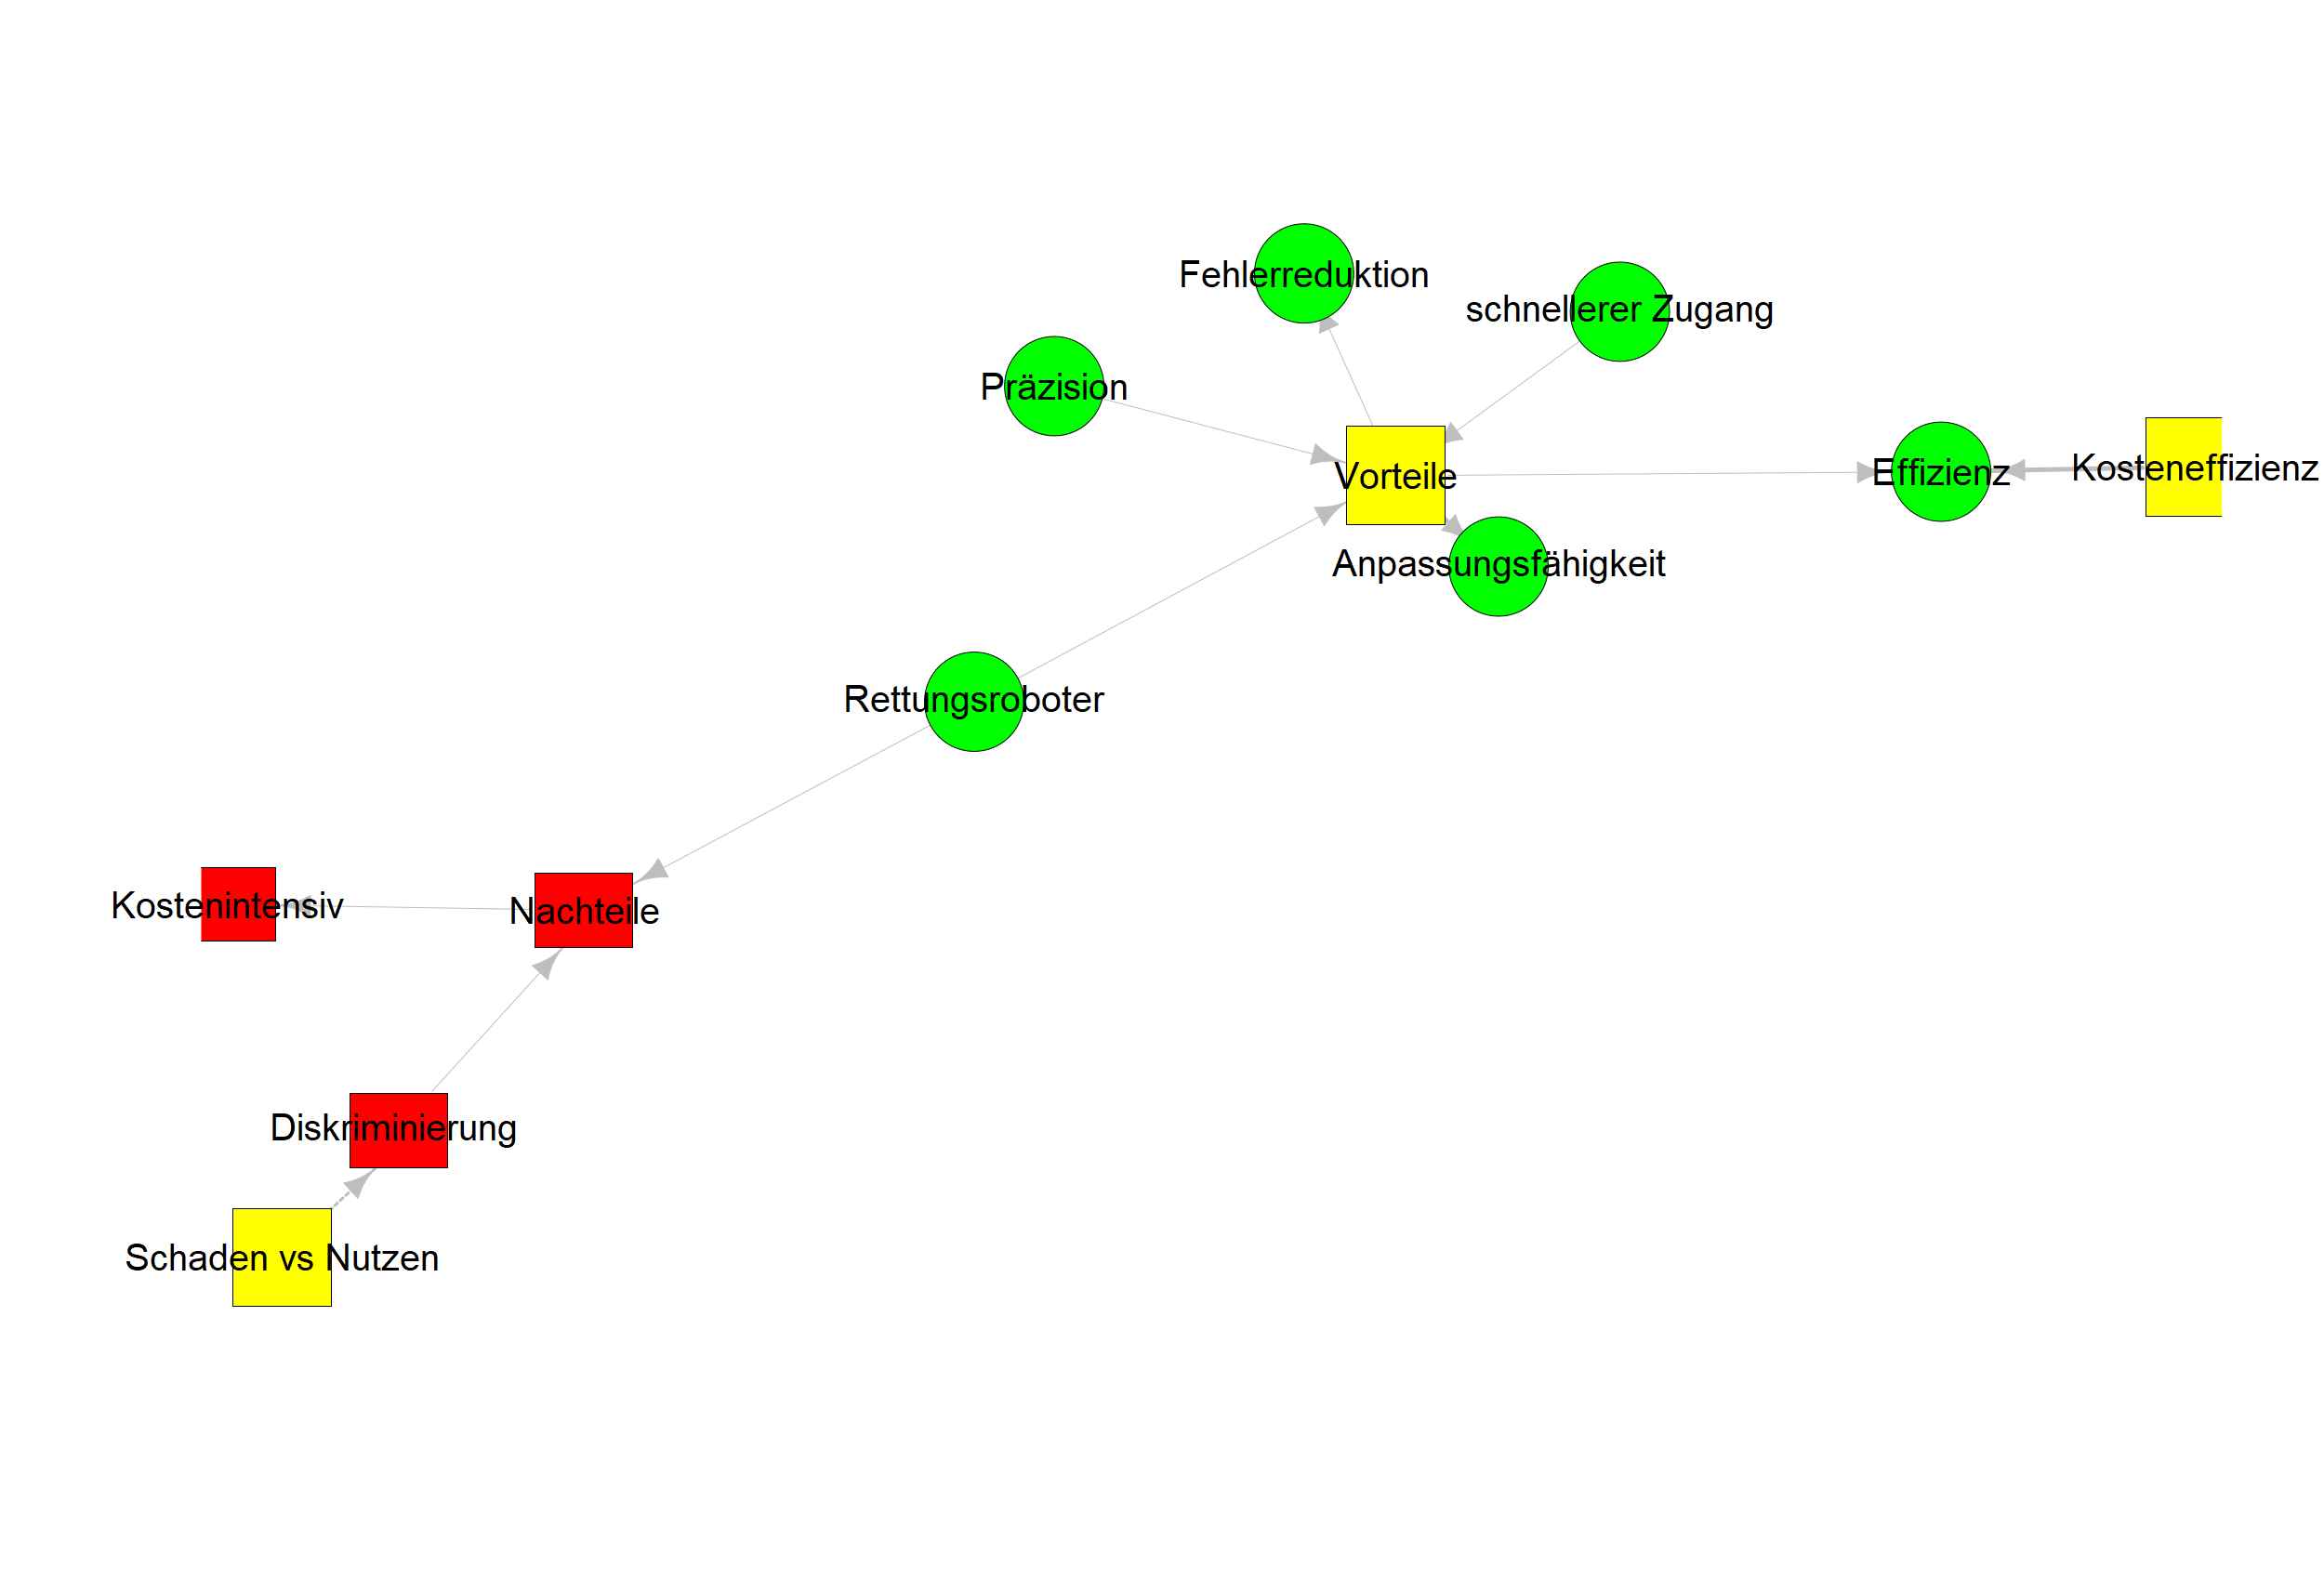 Fehlerreduktion
schnellerer Zugang
Präzision
Vorteile
Effizienz
Kosteneffizienz
Anpassungsfähigkeit
Rettungsroboter
Kostenintensiv
Nachteile
Diskriminierung
Schaden vs Nutzen